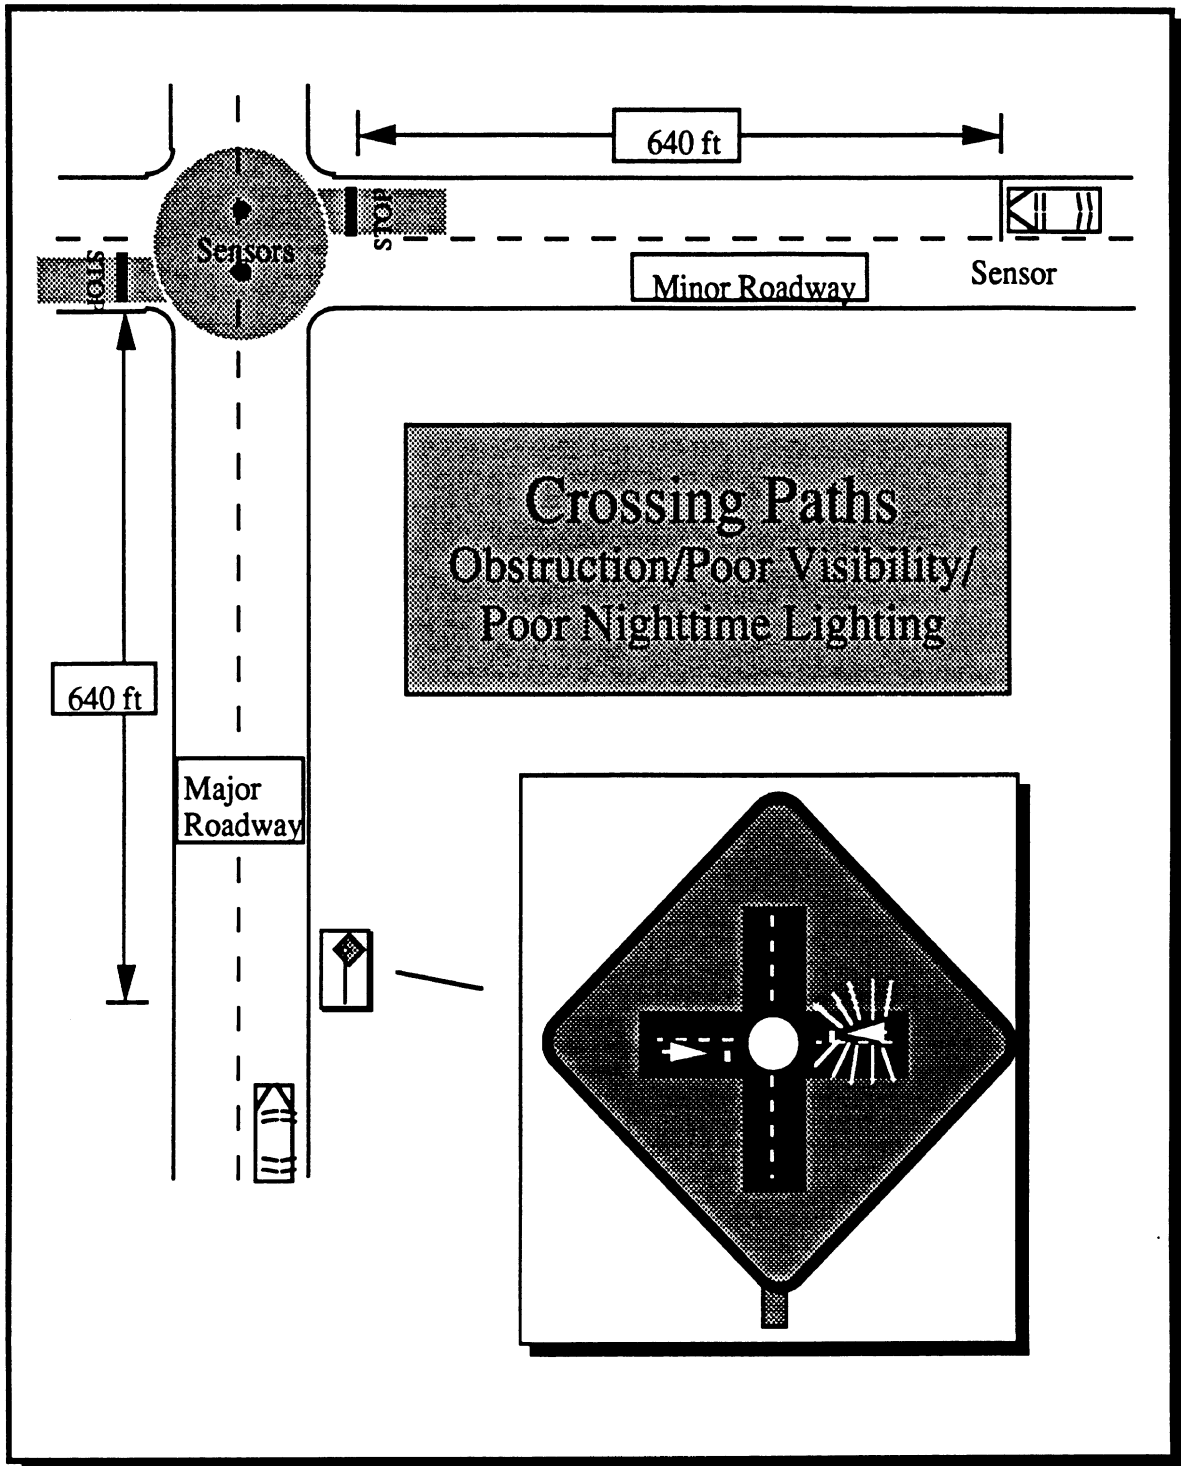 640 ft
STOP
Sensors
STOP
Sensor
Minor Roadway
Crossing Paths
Obstruction/Poor Visibility/
Poor Nighttime Lighting
640 ft
Major
Roadway